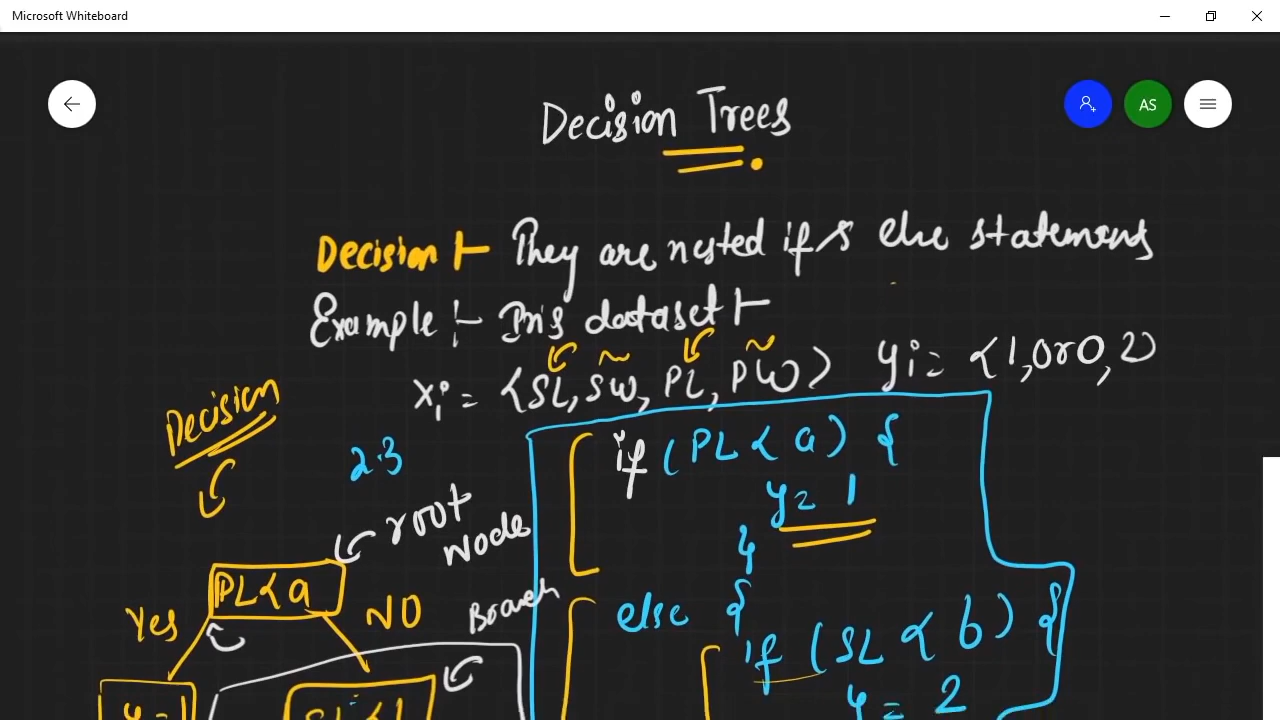 Microsoft Whiteboard
AS
Decision Trees
Decision :- They are nested if & else statements
Example :- Iris dataset :-
xi = <SL, SW, PL, PW> yi = <1, or 0, 2>
Decision
2.3
if (PL < a) {
y = 1
}
root
Node
PL < a
Yes
NO
Branch
else {
if (SL < b) {
y = 2
y = 1